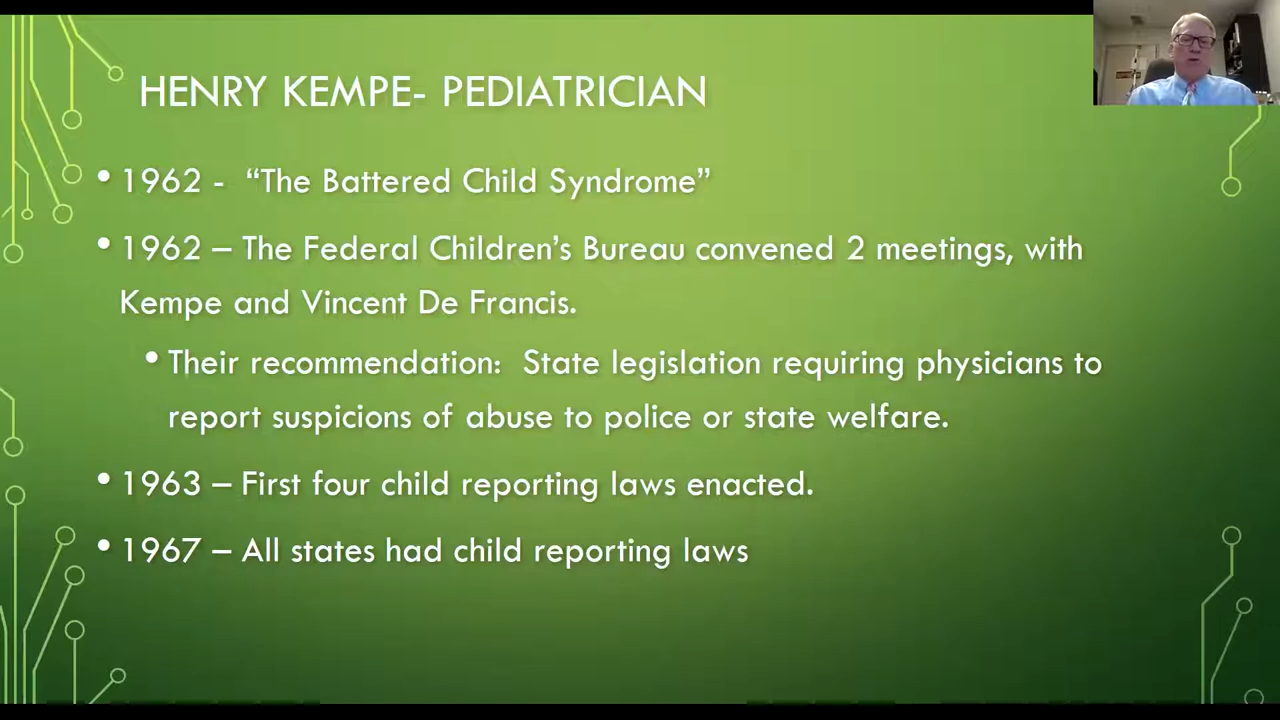 HENRY KEMPE- PEDIATRICIAN
• 1962 - “The Battered Child Syndrome”
• 1962 – The Federal Children’s Bureau convened 2 meetings, with
Kempe and Vincent De Francis.
• Their recommendation: State legislation requiring physicians to
report suspicions of abuse to police or state welfare.
• 1963 – First four child reporting laws enacted.
• 1967 – All states had child reporting laws